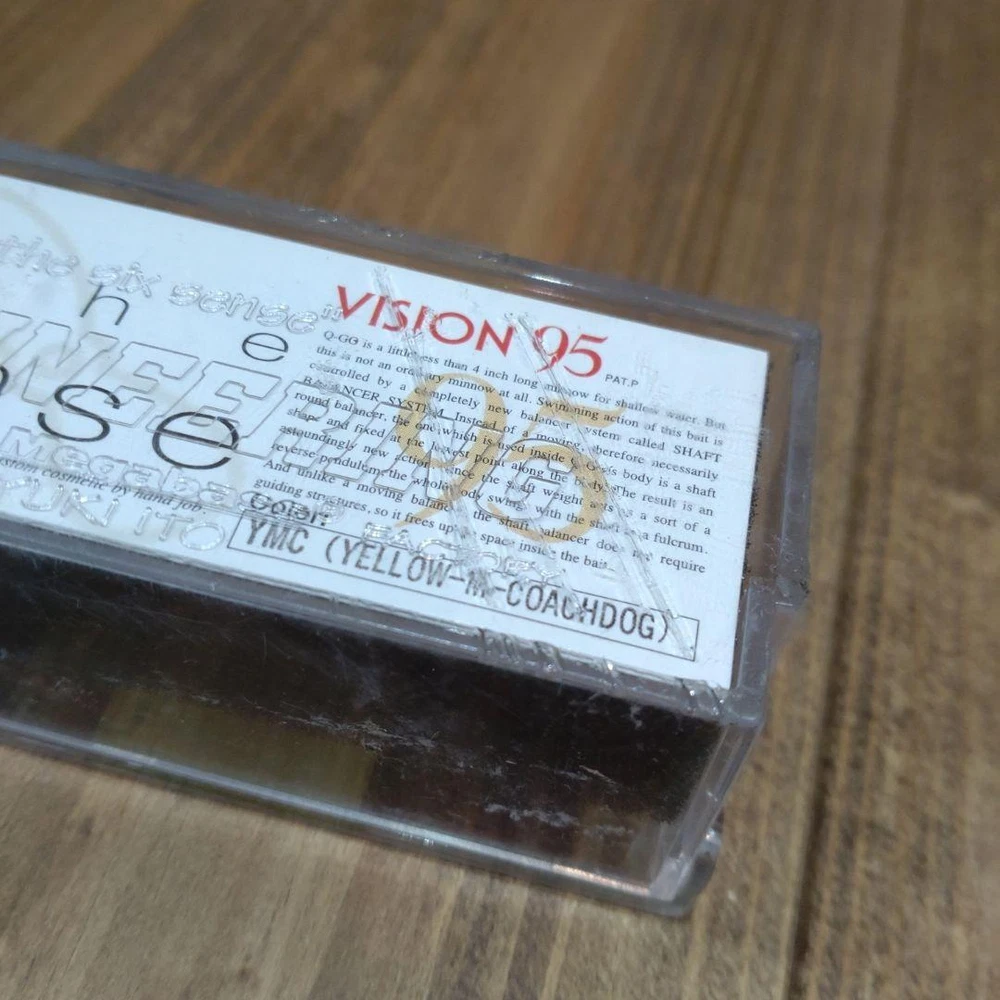 the six sense
h
e
se
NEERING
Megabass
custom cosmetic by hand job.
YUKI ITO
FACTORY
VISION 95
PAT.P
95
Q-GO is a little less than 4 inch long minnow for shallow water. But
this is not an ordinary minnow at all. Swimming action of this bait is
controlled by a completely new balancer system called SHAFT
BALANCER SYSTEM. Instead of a moving, therefore necessarily
round balancer, the one which is used inside Q-Go's body is a shaft
shape and fixed at the lowest point along the body. The result is an
astoundingly new action, since the shaft weight acts as a sort of a
reverse pendulum, the whole body swings with the shaft as a fulcrum.
And unlike a moving balancer, the shaft balancer does not require
guiding structures, so it frees up space inside the bait.
Color:
YMC (YELLOW-M-COACHDOG)